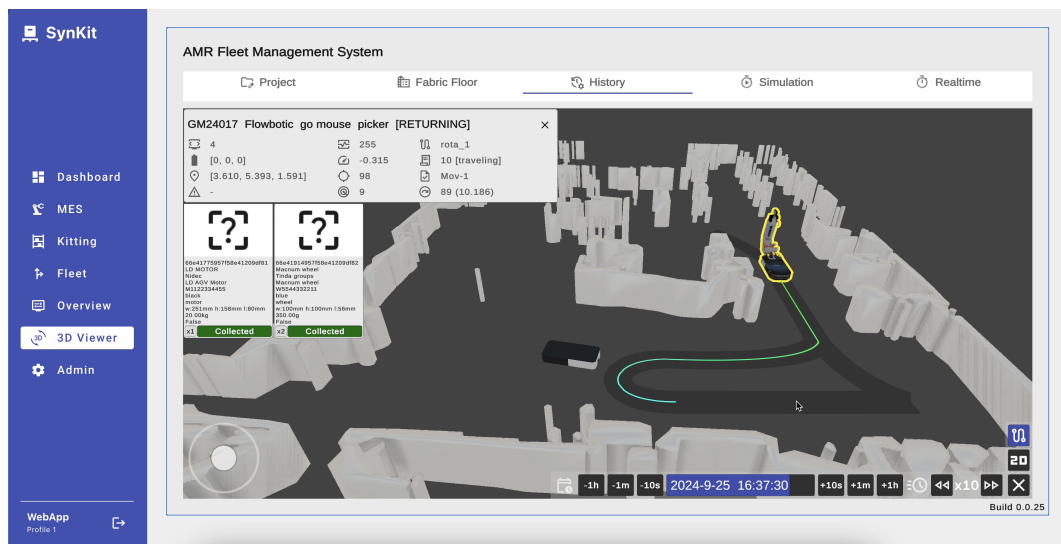 SynKit
Dashboard
MES
Kitting
Fleet
Overview
3D
3D Viewer
Admin
WebApp
Profile 1
AMR Fleet Management System
Project
Fabric Floor
History
Simulation
Realtime
GM24017 Flowbotic go mouse picker [RETURNING]
4
255
rota_1
[0, 0, 0]
-0.315
10 [traveling]
[3.610, 5.393, 1.591]
98
Mov-1
-
9
89 (10.186)
66e41775957f58e41209df81
LD MOTOR
Nidec
LD AGV Motor
M1122334455
black
motor
w:251mm h:158mm l:80mm
20.00kg
False
x1 Collected
66e41914957f58e41209df82
Macnum wheel
Tinda groups
Macnum wheel
W5544332211
blue
wheel
w:100mm h:100mm l:56mm
350.00g
False
x2 Collected
2D
-1h -1m -10s 2024-9-25 16:37:30 +10s +1m +1h x10
Build 0.0.25